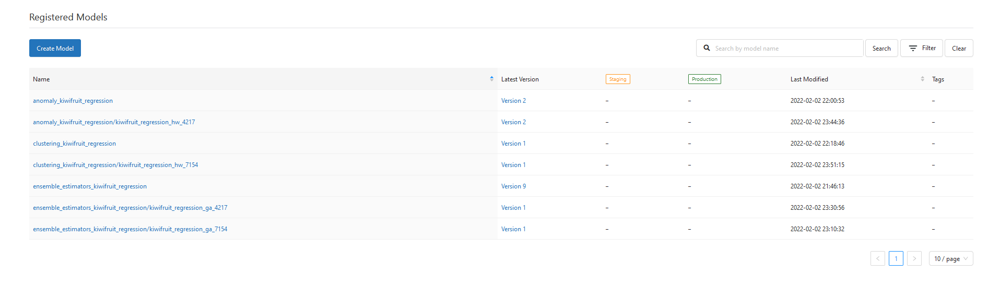 Registered Models
Create Model
Search by model name Search Filter Clear
Name Latest Version Staging Production Last Modified Tags
anomaly_kiwifruit_regression Version 2 – – 2022-02-02 22:00:53 –
anomaly_kiwifruit_regression/kiwifruit_regression_hw_4217 Version 2 – – 2022-02-02 23:44:36 –
clustering_kiwifruit_regression Version 1 – – 2022-02-02 22:18:46 –
clustering_kiwifruit_regression/kiwifruit_regression_hw_7154 Version 1 – – 2022-02-02 23:51:15 –
ensemble_estimators_kiwifruit_regression Version 9 – – 2022-02-02 21:46:13 –
ensemble_estimators_kiwifruit_regression/kiwifruit_regression_ga_4217 Version 1 – – 2022-02-02 23:30:56 –
ensemble_estimators_kiwifruit_regression/kiwifruit_regression_ga_7154 Version 1 – – 2022-02-02 23:10:32 –
1 10 / page